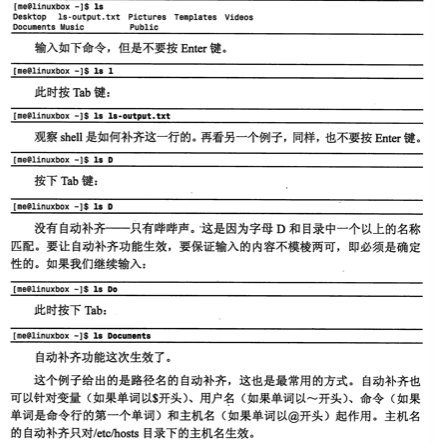 [me@linuxbox ~]$ ls
Desktop ls-output.txt Pictures Templates Videos
Documents Music Public
输入如下命令，但是不要按 Enter 键。
[me@linuxbox ~]$ ls l
此时按 Tab 键：
[me@linuxbox ~]$ ls ls-output.txt
观察 shell 是如何补齐这一行的。再看另一个例子，同样，也不要按 Enter 键。
[me@linuxbox ~]$ ls D
按下 Tab 键：
[me@linuxbox ~]$ ls D
没有自动补齐——只有哔哔声。这是因为字母 D 和目录中一个以上的名称
匹配。要让自动补齐功能生效，要保证输入的内容不模棱两可，即必须是确定
性的。如果我们继续输入：
[me@linuxbox ~]$ ls Do
此时按下 Tab：
[me@linuxbox ~]$ ls Documents
自动补齐功能这次生效了。
这个例子给出的是路径名的自动补齐，这也是最常用的方式。自动补齐也
可以针对变量（如果单词以$开头）、用户名（如果单词以～开头）、命令（如果
单词是命令行的第一个单词）和主机名（如果单词以@开头）起作用。主机名
的自动补齐只对/etc/hosts 目录下的主机名生效。